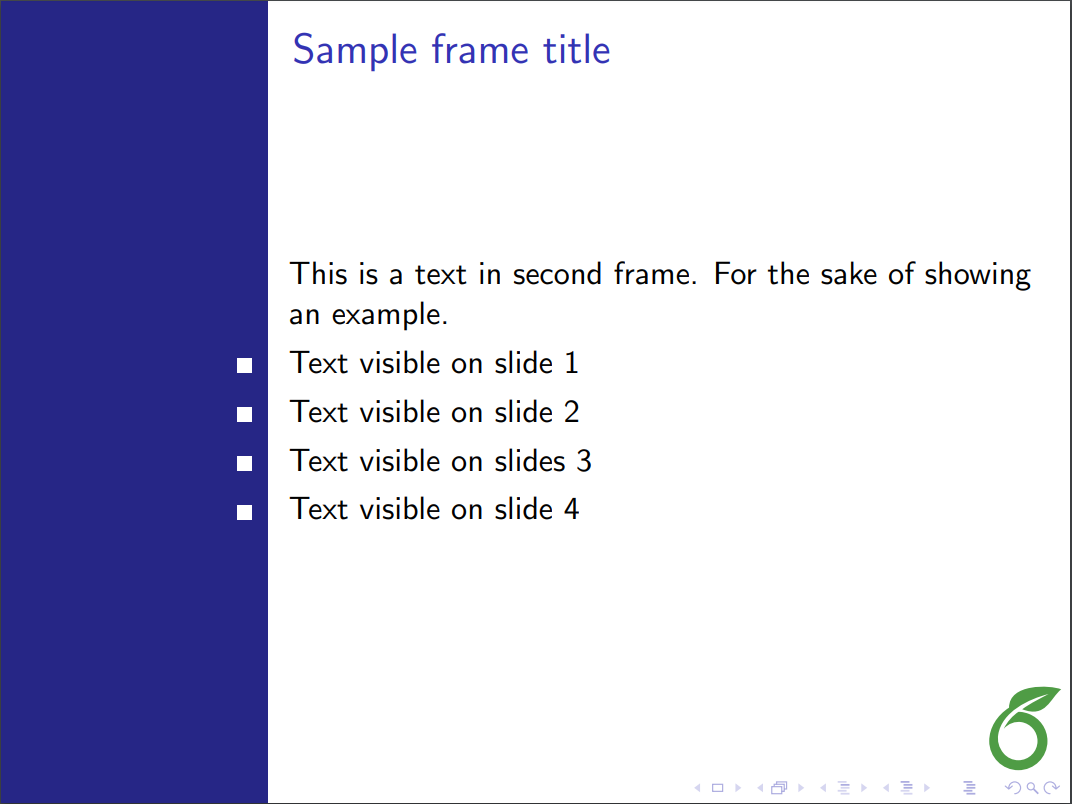 Sample frame title
This is a text in second frame. For the sake of showing
an example.
Text visible on slide 1
Text visible on slide 2
Text visible on slides 3
Text visible on slide 4